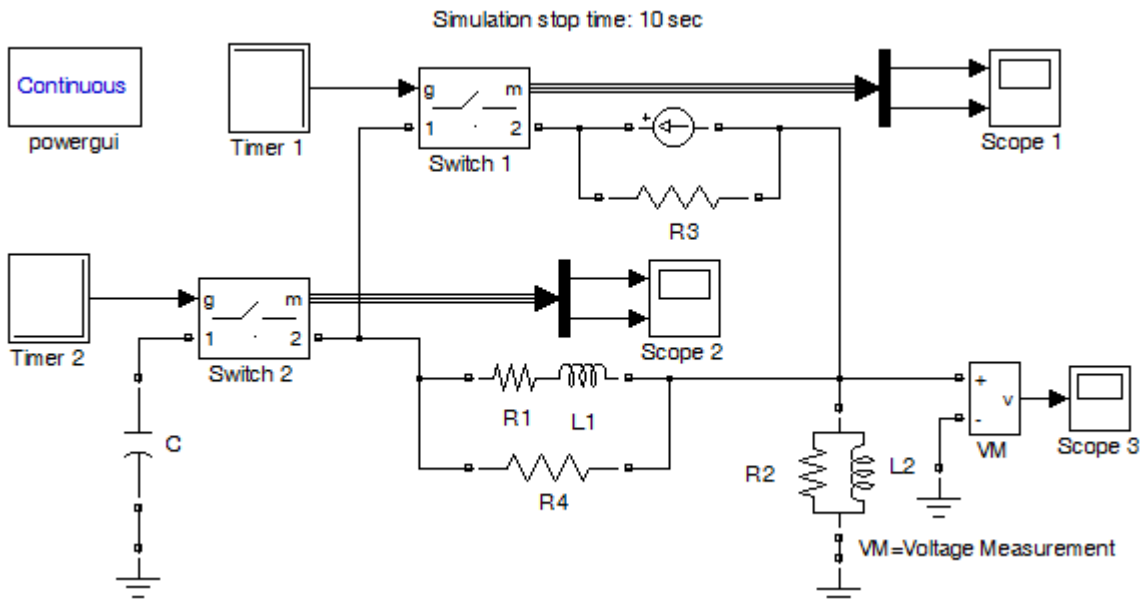 Simulation stop time: 10 sec
Continuous
powergui
Timer 1
g m
1 2
Switch 1
+
Scope 1
R3
Timer 2
g m
1 2
Switch 2
Scope 2
R1 L1
R4
C
R2 L2
+
v
-
VM
Scope 3
VM=Voltage Measurement